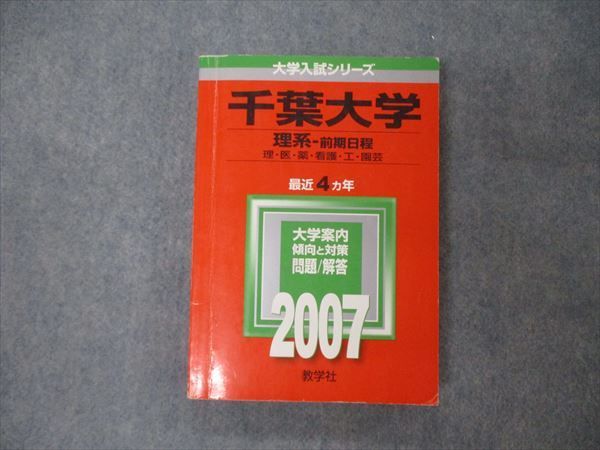 大学入試シリーズ
千葉大学
理系-前期日程
理・医・薬・看護・工・園芸
最近4ヵ年
大学案内
傾向と対策
問題/解答
2007
教学社